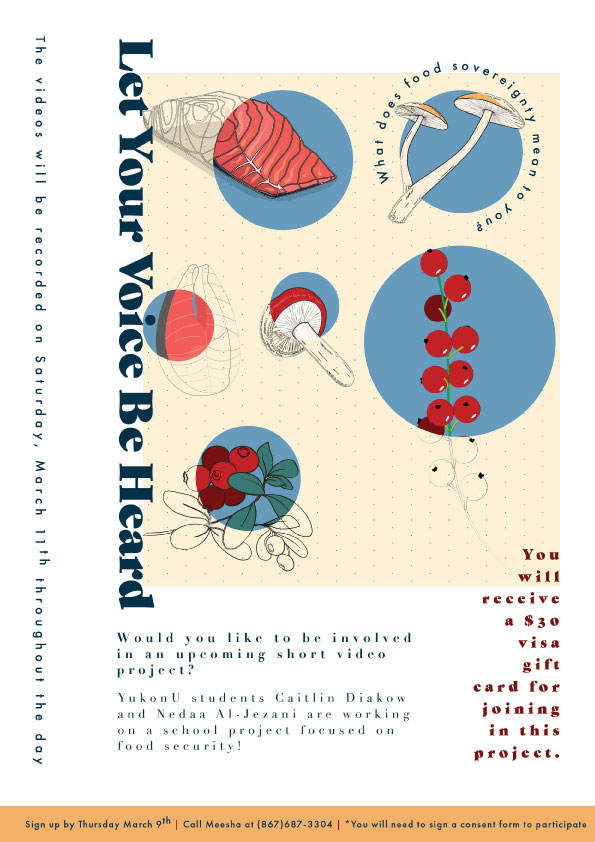 The videos will be recorded on Saturday, March 11th throughout the day
Let Your Voice Be Heard
What does food sovereignty mean to you?
You
will
receive
a $30
visa
gift
card for
joining
in this
project.
Would you like to be involved
in an upcoming short video
project?
YukonU students Caitlin Diakow
and Nedaa Al-Jezani are working
on a school project focused on
food security!
Sign up by Thursday March 9th | Call Meesha at (867)687-3304 | *You will need to sign a consent form to participate